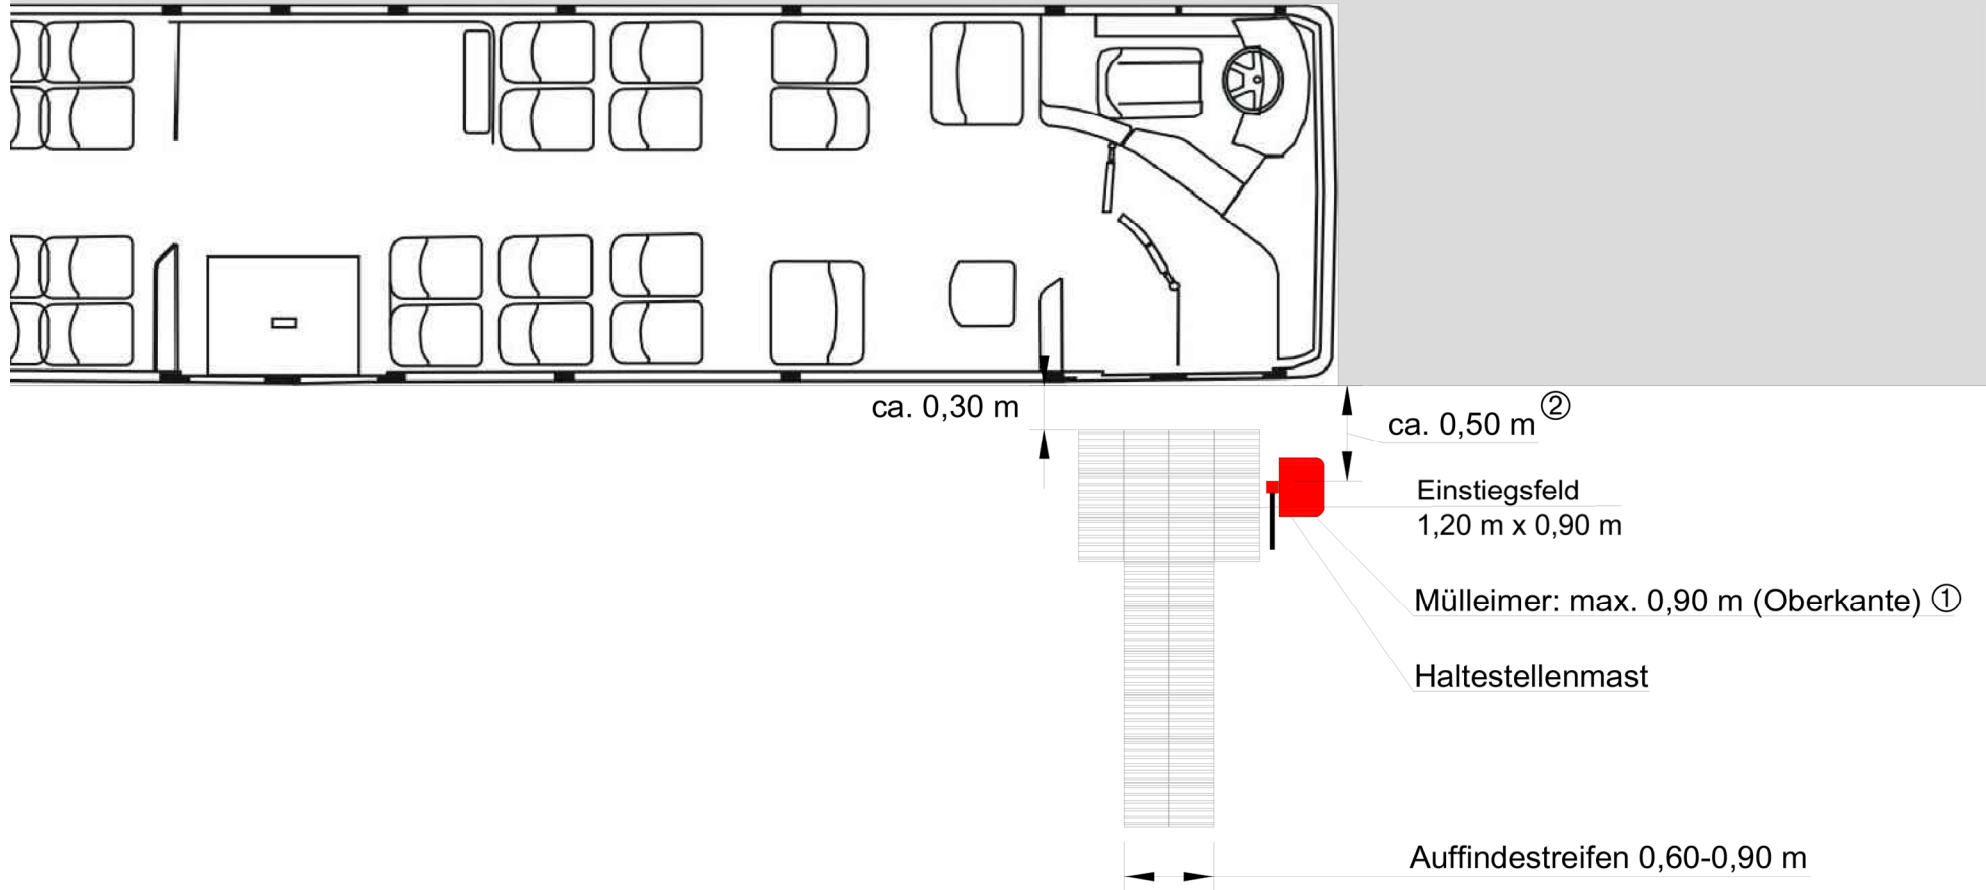 ca. 0,30 m
ca. 0,50 m ②
Einstiegsfeld
1,20 m x 0,90 m
Mülleimer: max. 0,90 m (Oberkante) ①
Haltestellenmast
Auffindestreifen 0,60-0,90 m